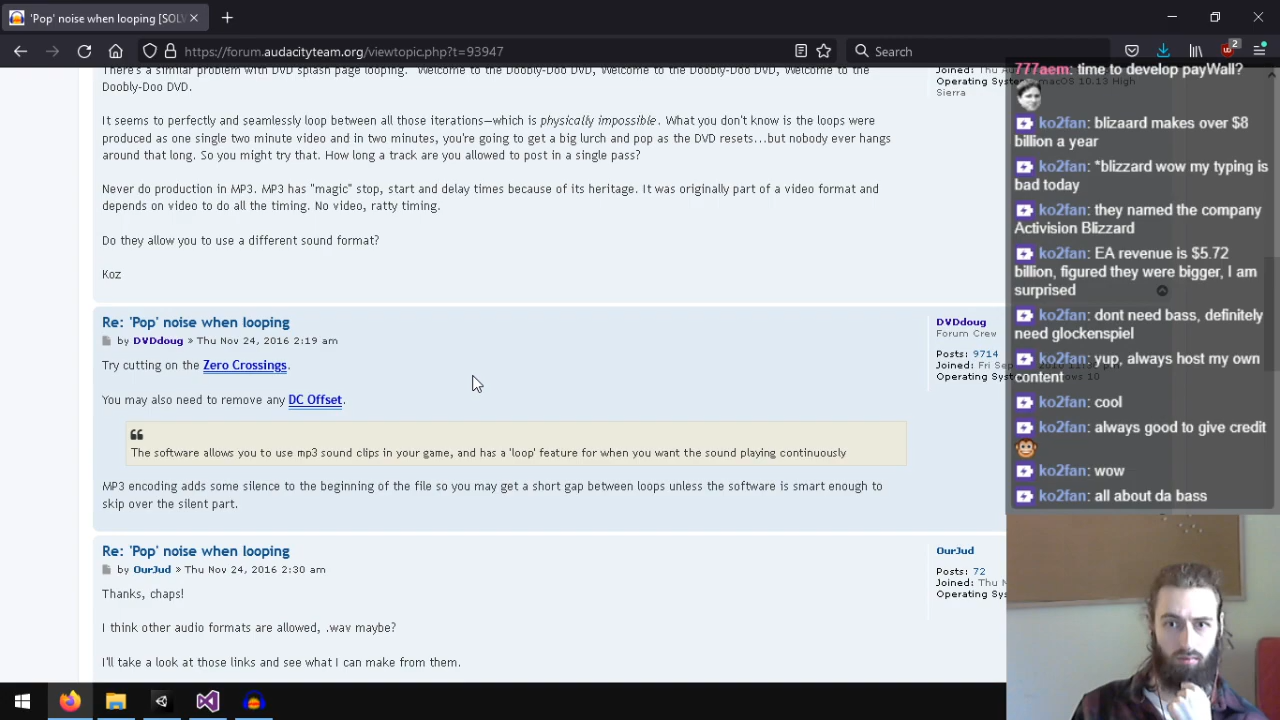 'Pop' noise when looping [SOLV
https://forum.audacityteam.org/viewtopic.php?t=93947
Search
2
There's a similar problem with DVD splash page looping. "Welcome to the Doobly-Doo DVD, Welcome to the Doobly-Doo DVD, Welcome to the
Doobly-Doo DVD.
It seems to perfectly and seamlessly loop between all those iterations—which is physically impossible. What you don't know is the loops were
produced as one single two minute video. In two minutes, you're going to get a big lurch and pop as the DVD resets...but nobody ever hangs
around that long. So you might try that. How long a track are you allowed to post in a single pass?
Never do production in MP3. MP3 has "magic" stop, start and delay times because of its heritage. It was originally part of a video format and
depends on video to do all the timing. No video, ratty timing.
Do they allow you to use a different sound format?
Koz
Joined: Thu
Operating System: macOS 10.13 High
Sierra
Re: 'Pop' noise when looping
by DVDdoug » Thu Nov 24, 2016 2:19 am
Try cutting on the Zero Crossings.
You may also need to remove any DC Offset.
The software allows you to use mp3 sound clips in your game, and has a 'loop' feature for when you want the sound playing continuously
MP3 encoding adds some silence to the beginning of the file so you may get a short gap between loops unless the software is smart enough to
skip over the silent part.
DVDdoug
Forum Crew
Posts: 9714
Joined: Fri
Operating
Re: 'Pop' noise when looping
by OurJud » Thu Nov 24, 2016 2:30 am
Thanks, chaps!
I think other audio formats are allowed, .wav maybe?
I'll take a look at those links and see what I can make from them.
OurJud
Posts: 72
Joined: Thu N
Operating Sys
777aem: time to develop payWall?
ko2fan: blizaard makes over $8
billion a year
ko2fan: *blizzard wow my typing is
bad today
ko2fan: they named the company
Activision Blizzard
ko2fan: EA revenue is $5.72
billion, figured they were bigger, I am
surprised
ko2fan: dont need bass, definitely
need glockenspiel
ko2fan: yup, always host my own
content
ko2fan: cool
ko2fan: always good to give credit
ko2fan: wow
ko2fan: all about da bass